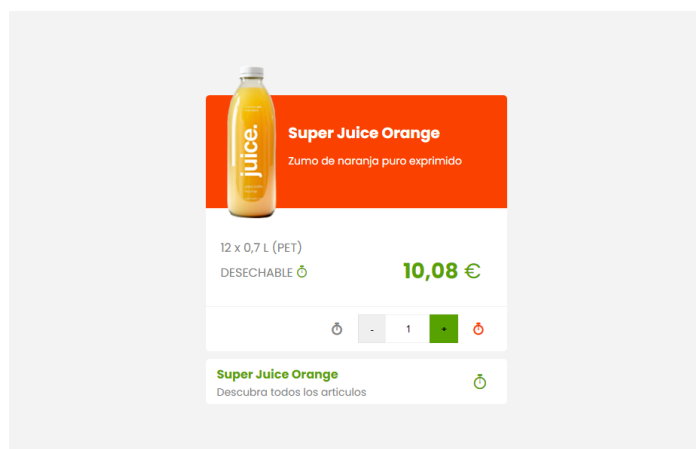 juice.
Super Juice Orange
Zumo de naranja puro exprimido
12 x 0,7 L (PET)
DESECHABLE
10,08 €
- 1 +
Super Juice Orange
Descubra todos los articulos